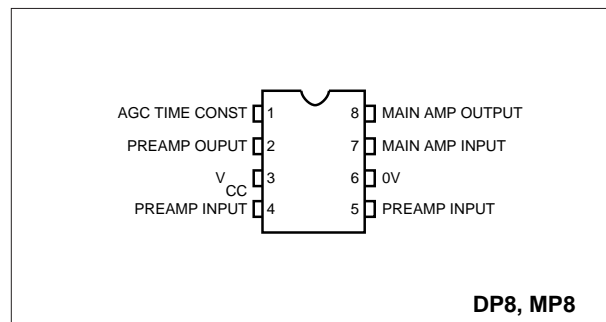 AGC TIME CONST 1 8 MAIN AMP OUTPUT
PREAMP OUPUT 2 7 MAIN AMP INPUT
V CC 3 6 0V
PREAMP INPUT 4 5 PREAMP INPUT
DP8, MP8